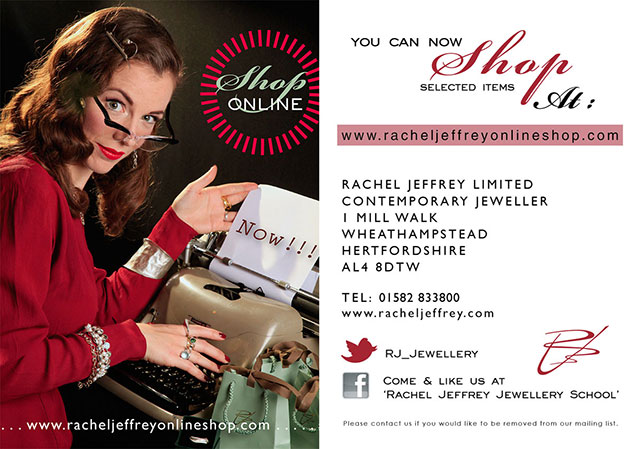 Shop
ONLINE
Now!!!
...www.racheljeffreyonlineshop.com....
YOU CAN NOW Shop
SELECTED ITEMS At:
www.racheljeffreyonlineshop.com
RACHEL JEFFREY LIMITED
CONTEMPORARY JEWELLER
1 MILL WALK
WHEATHAMPSTEAD
HERTFORDSHIRE
AL4 8DTW
TEL: 01582 833800
www.racheljeffrey.com
RJ_JEWELLERY
COME & LIKE US AT
'RACHEL JEFFREY JEWELLERY SCHOOL'
Please contact us if you would like to be removed from our mailing list.